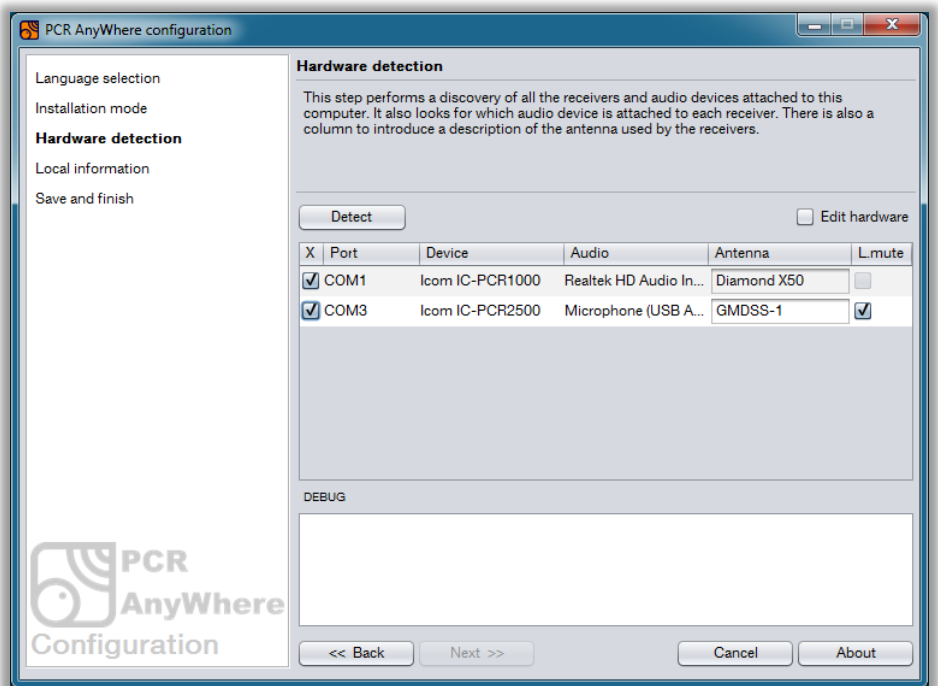 PCR AnyWhere configuration
Language selection
Installation mode
Hardware detection
Local information
Save and finish
Hardware detection
This step performs a discovery of all the receivers and audio devices attached to this
computer. It also looks for which audio device is attached to each receiver. There is also a
column to introduce a description of the antenna used by the receivers.
Detect
Edit hardware
X Port Device Audio Antenna L.mute
COM1 Icom IC-PCR1000 Realtek HD Audio In... Diamond X50
COM3 Icom IC-PCR2500 Microphone (USB A... GMDSS-1
DEBUG
PCR
AnyWhere
Configuration
<< Back Next >> Cancel About